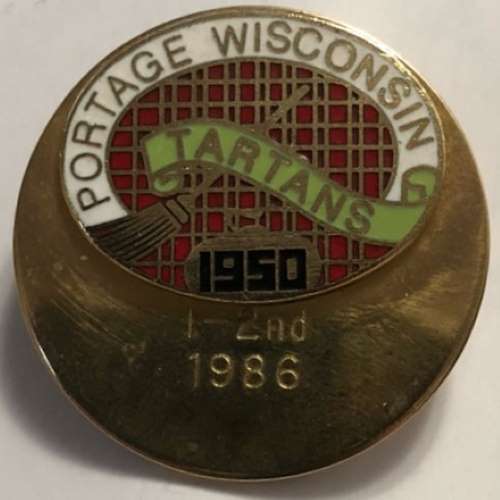 PORTAGE WISCONSIN
TARTANS
1950
1-2nd
1986